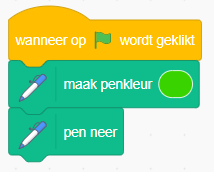 wanneer op wordt geklikt
maak penkleur
pen neer